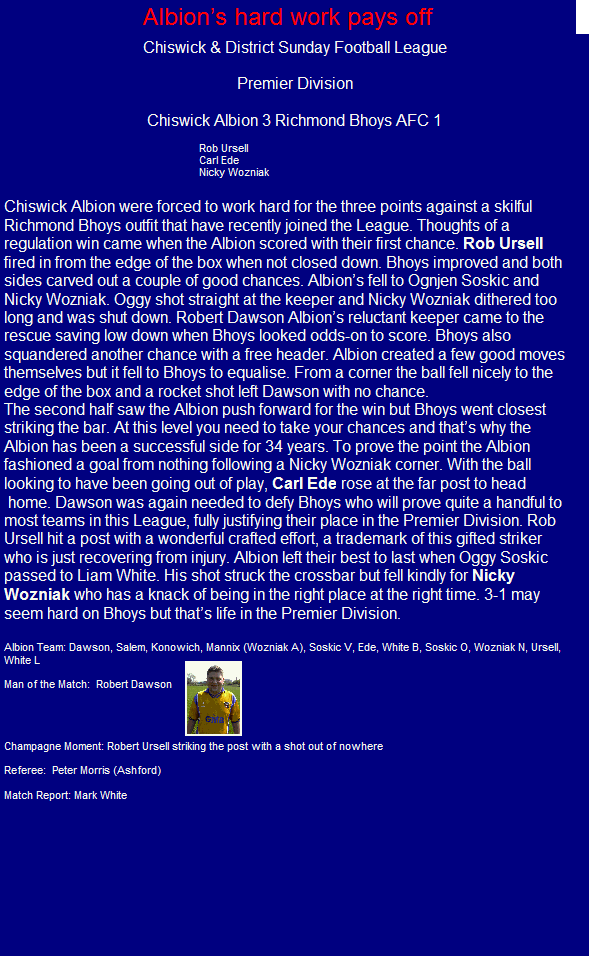 Albion’s hard work pays off
Chiswick & District Sunday Football League
Premier Division
Chiswick Albion 3 Richmond Bhoys AFC 1
Rob Ursell
Carl Ede
Nicky Wozniak
Chiswick Albion were forced to work hard for the three points against a skilful
Richmond Bhoys outfit that have recently joined the League. Thoughts of a
regulation win came when the Albion scored with their first chance. Rob Ursell
fired in from the edge of the box when not closed down. Bhoys improved and both
sides carved out a couple of good chances. Albion’s fell to Ognjen Soskic and
Nicky Wozniak. Oggy shot straight at the keeper and Nicky Wozniak dithered too
long and was shut down. Robert Dawson Albion’s reluctant keeper came to the
rescue saving low down when Bhoys looked odds-on to score. Bhoys also
squandered another chance with a free header. Albion created a few good moves
themselves but it fell to Bhoys to equalise. From a corner the ball fell nicely to the
edge of the box and a rocket shot left Dawson with no chance.
The second half saw the Albion push forward for the win but Bhoys went closest
striking the bar. At this level you need to take your chances and that’s why the
Albion has been a successful side for 34 years. To prove the point the Albion
fashioned a goal from nothing following a Nicky Wozniak corner. With the ball
looking to have been going out of play, Carl Ede rose at the far post to head
home. Dawson was again needed to defy Bhoys who will prove quite a handful to
most teams in this League, fully justifying their place in the Premier Division. Rob
Ursell hit a post with a wonderful crafted effort, a trademark of this gifted striker
who is just recovering from injury. Albion left their best to last when Oggy Soskic
passed to Liam White. His shot struck the crossbar but fell kindly for Nicky
Wozniak who has a knack of being in the right place at the right time. 3-1 may
seem hard on Bhoys but that’s life in the Premier Division.
Albion Team: Dawson, Salem, Konowich, Mannix (Wozniak A), Soskic V, Ede, White B, Soskic O, Wozniak N, Ursell,
White L
Man of the Match:  Robert Dawson
Champagne Moment: Robert Ursell striking the post with a shot out of nowhere
Referee:  Peter Morris (Ashford)
Match Report: Mark White